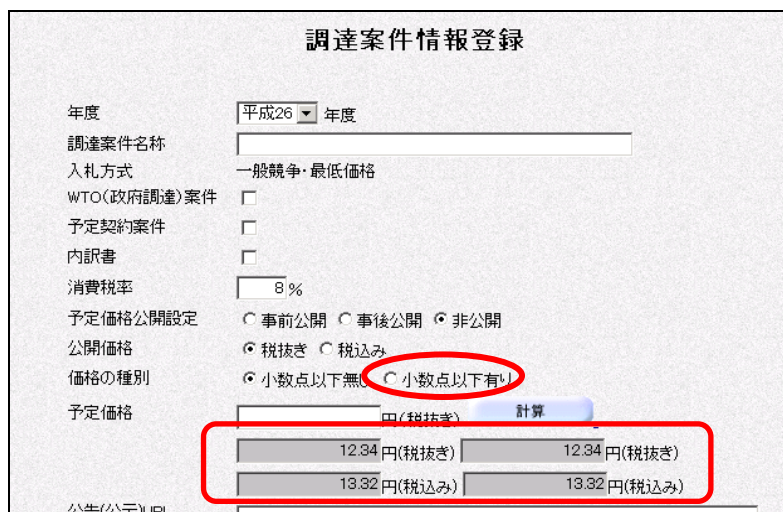 調達案件情報登録
年度 平成26 年度
調達案件名称
入札方式 一般競争・最低価格
WTO(政府調達)案件
予定契約案件
内訳書
消費税率 8 %
予定価格公開設定 事前公開 事後公開 非公開
公開価格 税抜き 税込み
価格の種別 小数点以下無し 小数点以下有り
予定価格 円(税抜き) 計算
12.34 円(税抜き) 12.34 円(税抜き)
13.32 円(税込み) 13.32 円(税込み)
公告(公示)URL